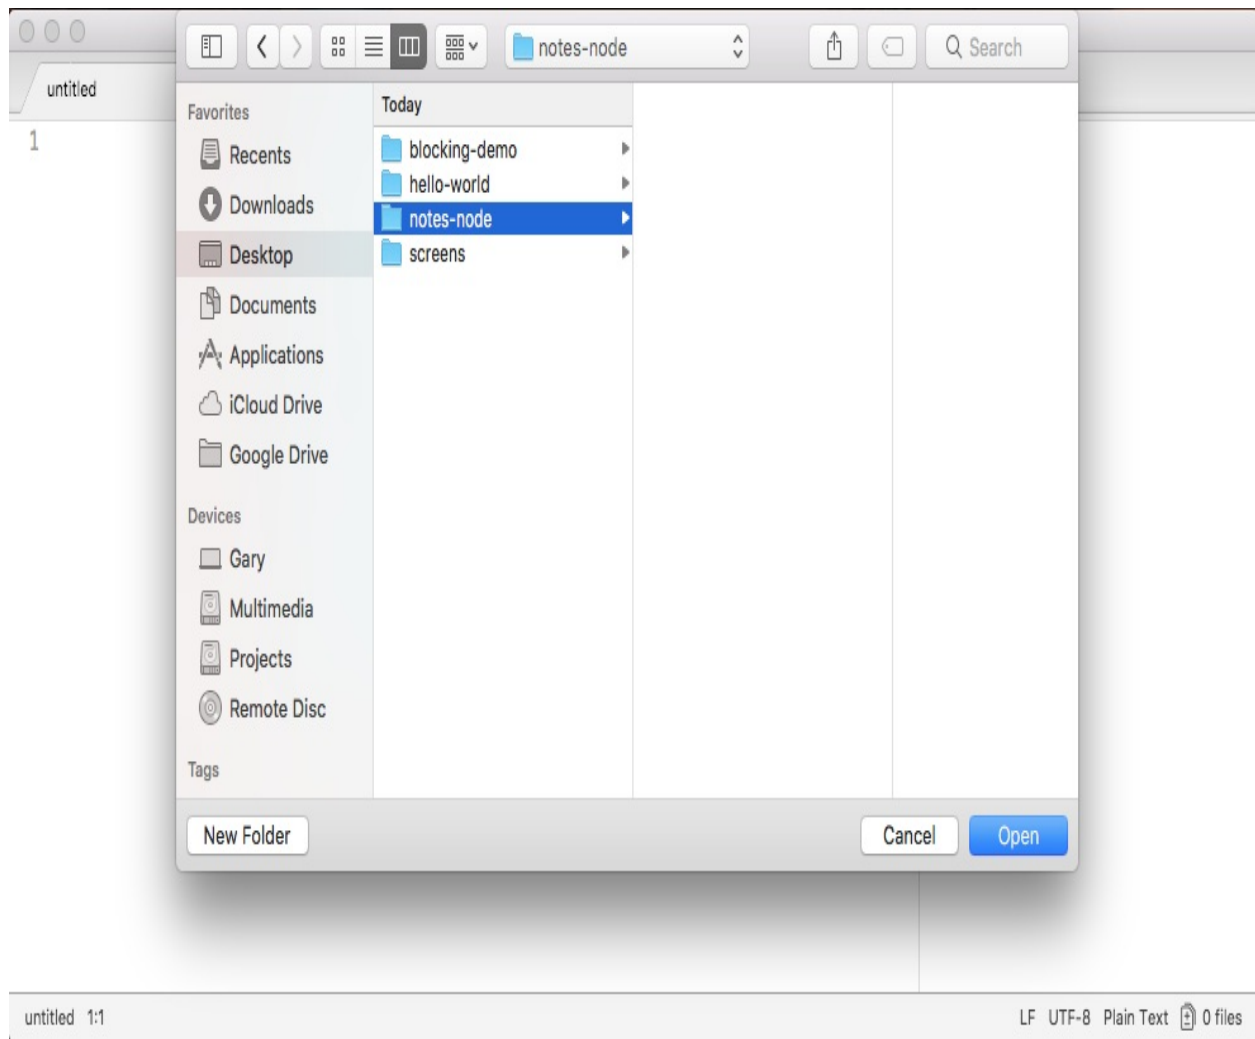 notes-node
Search
untitled
1
Favorites
Recents
Downloads
Desktop
Documents
Applications
iCloud Drive
Google Drive
Devices
Gary
Multimedia
Projects
Remote Disc
Tags
Today
blocking-demo
hello-world
notes-node
screens
New Folder
Cancel
Open
untitled 1:1
LF UTF-8 Plain Text 0 files